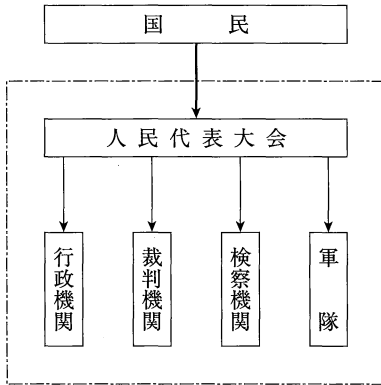 国民
人民代表大会
行政機関
裁判機関
検察機関
軍隊